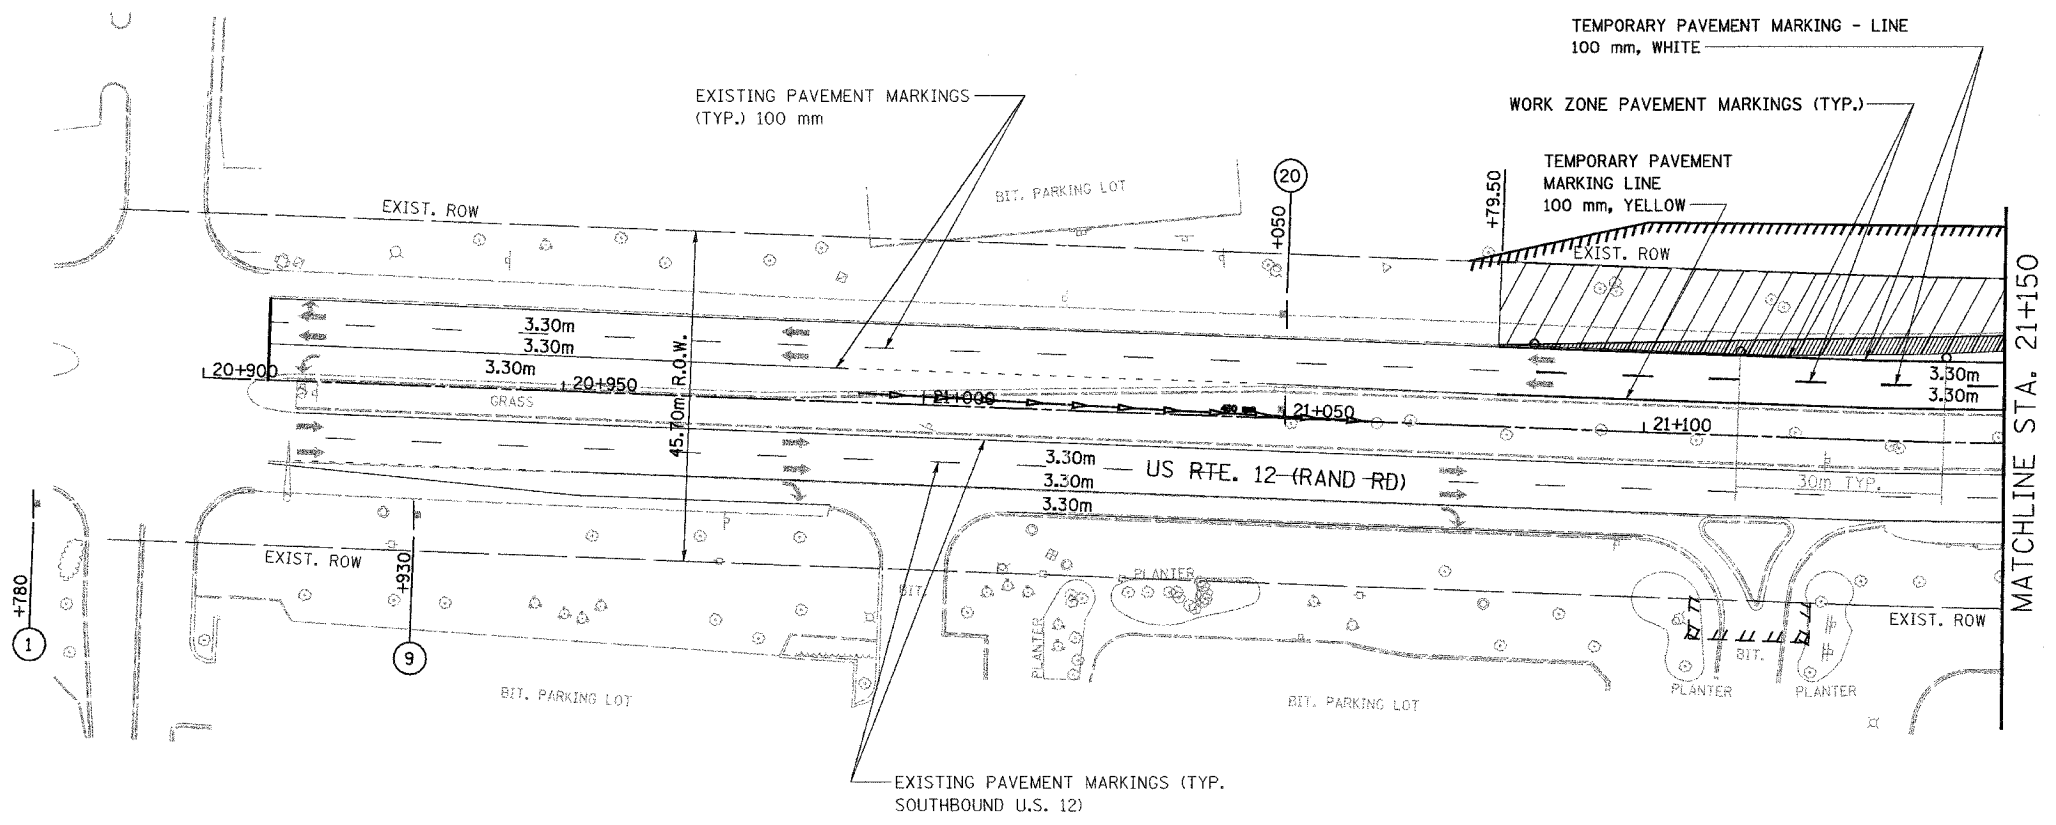 TEMPORARY PAVEMENT MARKING - LINE
100 mm, WHITE
EXISTING PAVEMENT MARKINGS
(TYP.) 100 mm
WORK ZONE PAVEMENT MARKINGS (TYP.)
TEMPORARY PAVEMENT
MARKING LINE
100 mm, YELLOW
20
+050
+79.50
BIT. PARKING LOT
EXIST. ROW
EXIST. ROW
3.30m
3.30m
3.30m
45.70m R.O.W.
20+900
20+950
GRASS
21+000
21+050
21+100
3.30m
3.30m
MATCHLINE STA. 21+150
3.30m
3.30m
3.30m
US RTE. 12 (RAND RD)
30m TYP.
+780
1
EXIST. ROW
+930
9
BIT.
PLANTER
PLANTER
EXIST. ROW
BIT.
PLANTER
PLANTER
BIT. PARKING LOT
BIT. PARKING LOT
EXISTING PAVEMENT MARKINGS (TYP.
SOUTHBOUND U.S. 12)